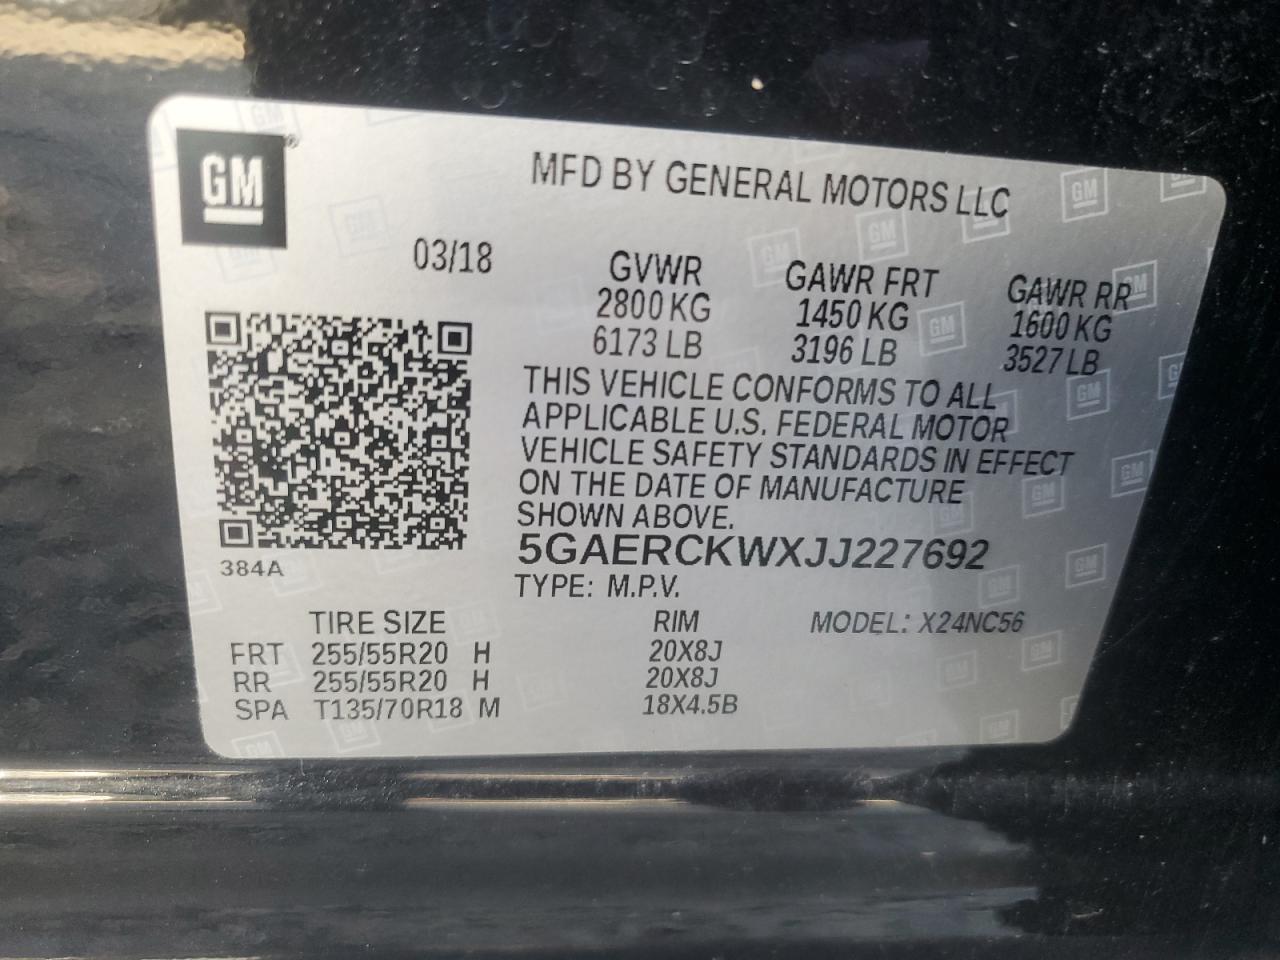 GM®
MFD BY GENERAL MOTORS LLC
03/18
GVWR GAWR FRT GAWR RR
2800 KG 1450 KG 1600 KG
6173 LB 3196 LB 3527 LB
THIS VEHICLE CONFORMS TO ALL
APPLICABLE U.S. FEDERAL MOTOR
VEHICLE SAFETY STANDARDS IN EFFECT
ON THE DATE OF MANUFACTURE
SHOWN ABOVE.
5GAERCKWXJJ227692
384A
TYPE: M.P.V.
TIRE SIZE RIM MODEL: X24NC56
FRT 255/55R20 H 20X8J
RR 255/55R20 H 20X8J
SPA T135/70R18 M 18X4.5B